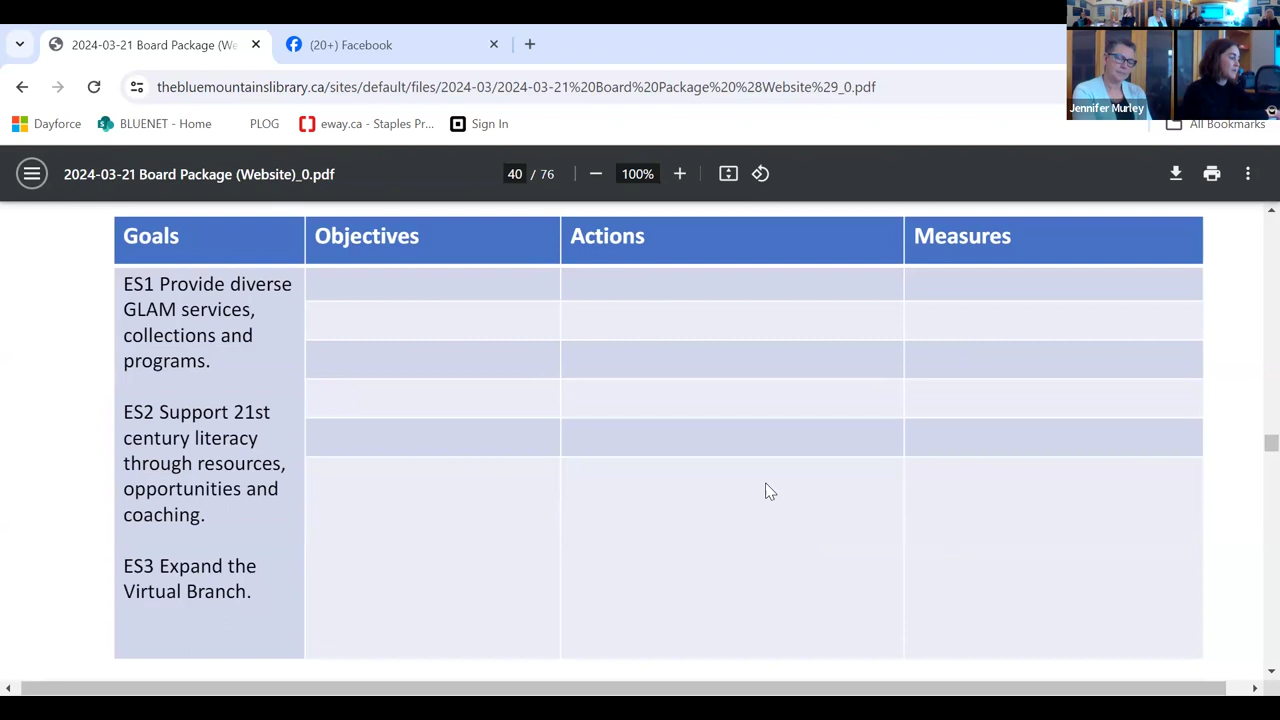 2024-03-21 Board Package (We
(20+) Facebook
thebluemountainslibrary.ca/sites/default/files/2024-03/2024-03-21%20Board%20Package%20%28Website%29_0.pdf
Jennifer Murley
Dayforce
BLUENET - Home
PLOG
eway.ca - Staples Pr...
Sign In
All Bookmarks
2024-03-21 Board Package (Website)_0.pdf
40 / 76
100%
Goals Objectives Actions Measures
ES1 Provide diverse
GLAM services,
collections and
programs.
ES2 Support 21st
century literacy
through resources,
opportunities and
coaching.
ES3 Expand the
Virtual Branch.